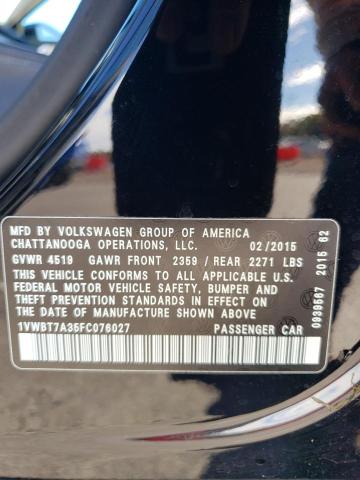 MFG BY VOLKSWAGEN GROUP OF AMERICA
CHATTANOOGA OPERATIONS, LLC. 02/2015
GVWR 4519 GAWR FRONT 2359 / REAR 2271 LBS
THIS VEHICLE CONFORMS TO ALL APPLICABLE U.S.
FEDERAL MOTOR VEHICLE SAFETY, BUMPER AND
THEFT PREVENTION STANDARDS IN EFFECT ON
THE DATE OF MANUFACTURE SHOWN ABOVE
1VWBT7A35FC076027 PASSENGER CAR
0939567 2015 62